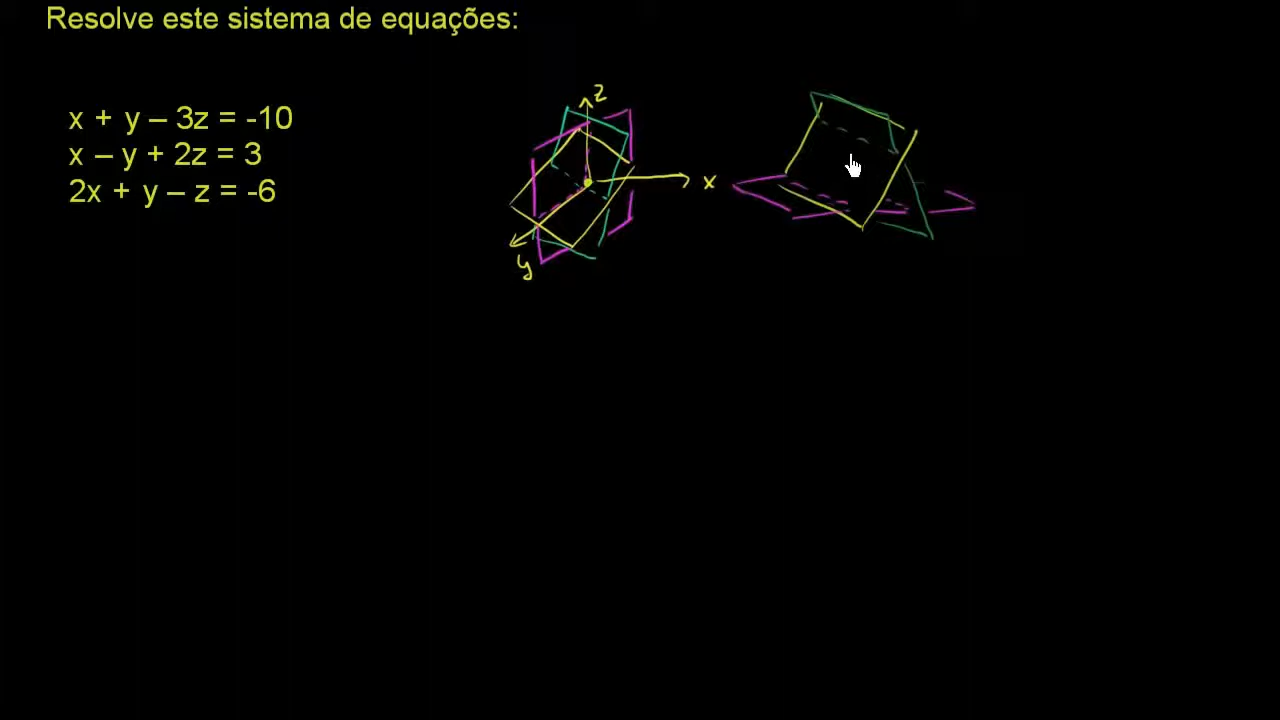 Resolve este sistema de equações:
x + y – 3z = -10
x – y + 2z = 3
2x + y – z = -6
z
x
y